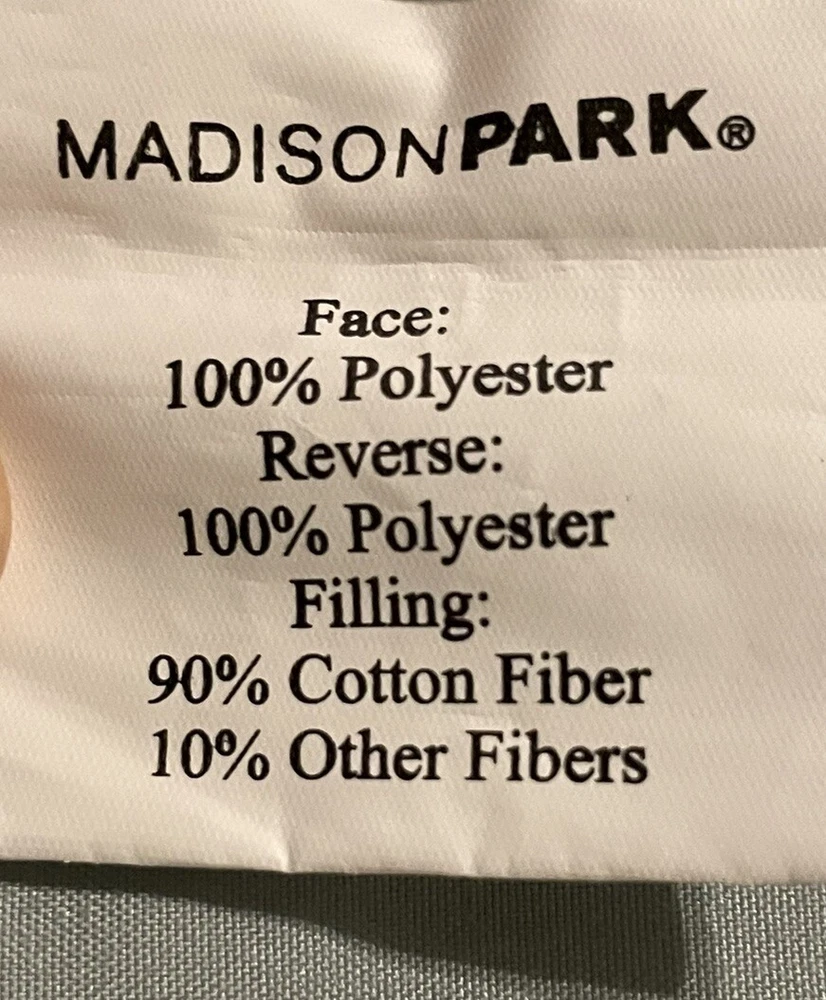 MADISONPARK®
Face:
100% Polyester
Reverse:
100% Polyester
Filling:
90% Cotton Fiber
10% Other Fibers